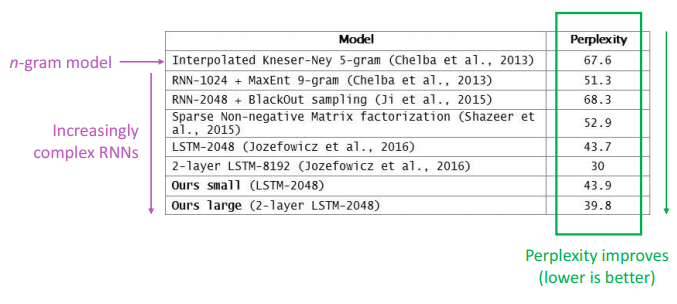 Model Perplexity
n-gram model
Interpolated Kneser-Ney 5-gram (Chelba et al., 2013) 67.6
RNN-1024 + MaxEnt 9-gram (Chelba et al., 2013) 51.3
RNN-2048 + BlackOut sampling (Ji et al., 2015) 68.3
Sparse Non-negative Matrix factorization (Shazeer et
al., 2015) 52.9
Increasingly
complex RNNs
LSTM-2048 (Jozefowicz et al., 2016) 43.7
2-layer LSTM-8192 (Jozefowicz et al., 2016) 30
Ours small (LSTM-2048) 43.9
Ours large (2-layer LSTM-2048) 39.8
Perplexity improves
(lower is better)